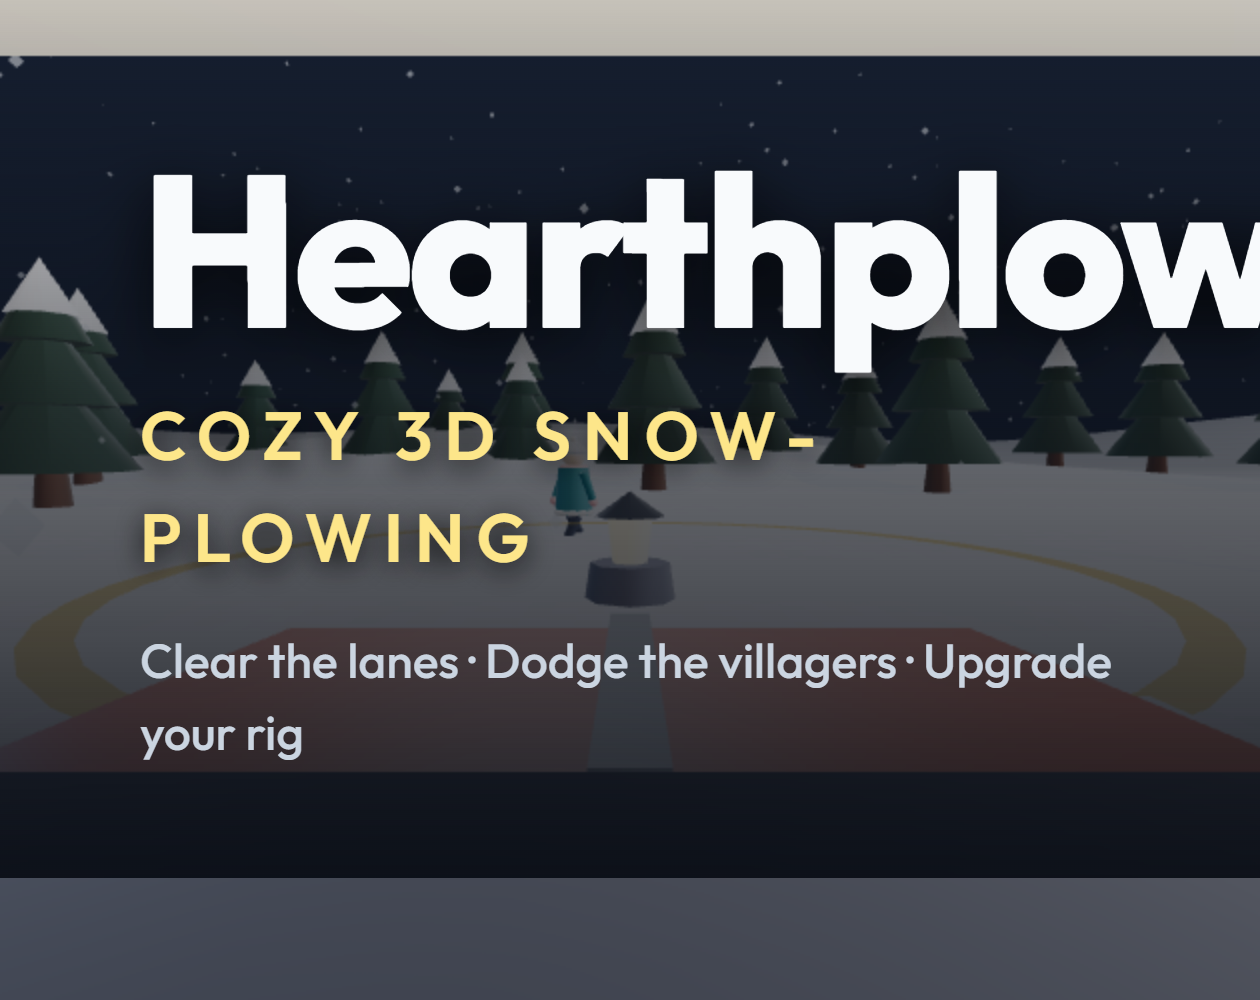 Hearthplow
COZY 3D SNOW-
PLOWING
Clear the lanes · Dodge the villagers · Upgrade
your rig